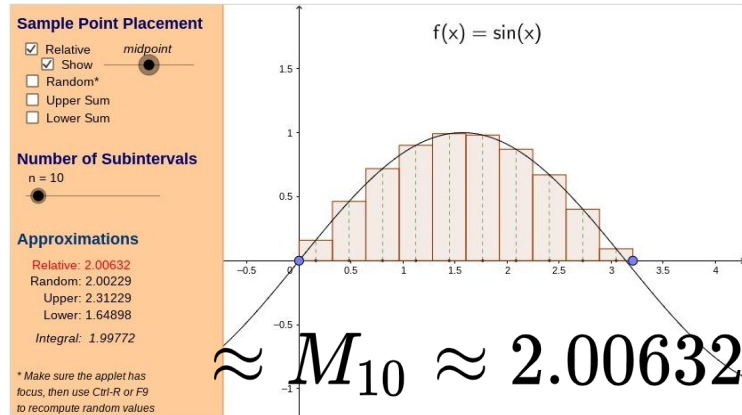 Sample Point Placement
Relative
midpoint
Show
Random*
Upper Sum
Lower Sum
Number of Subintervals
n = 10
Approximations
Relative: 2.00632
Random: 2.00229
Upper: 2.31229
Lower: 1.64898
Integral: 1.99772
* Make sure the applet has
focus, then use Ctrl-R or F9
to recompute random values
f(x) = sin(x)
1.5
1
0.5
−0.5 0 0.5 1 1.5 2 2.5 3 3.5 4
−0.5
−1
≈ M10 ≈ 2.00632